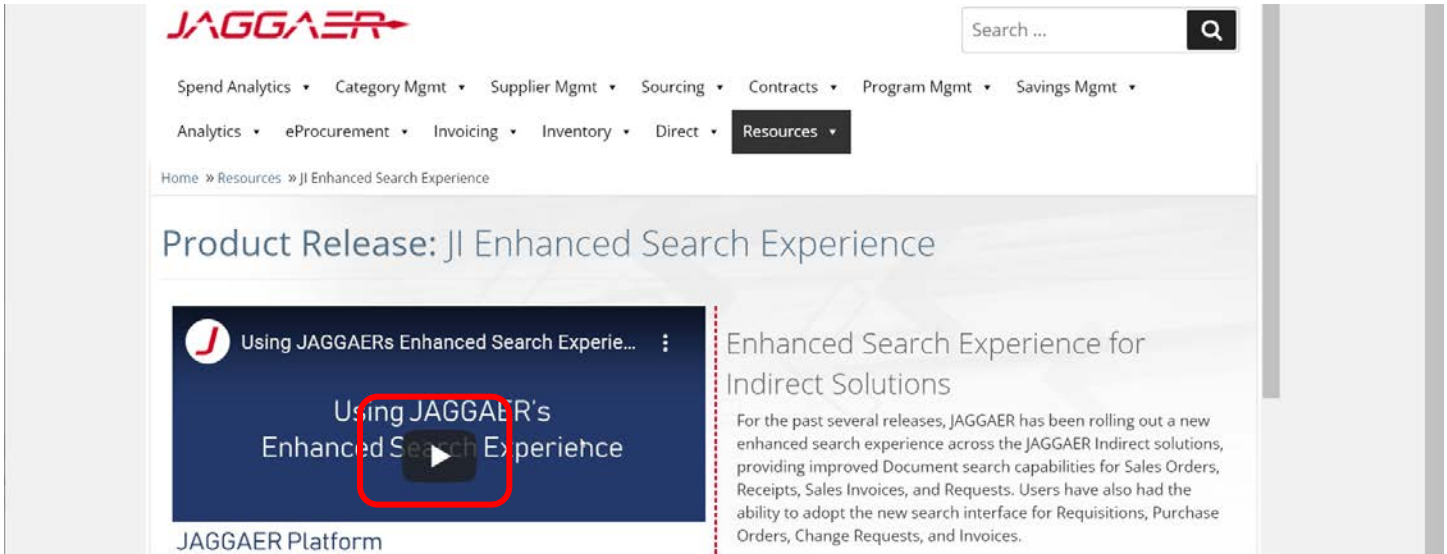 JAGGAER
Search ...
Spend Analytics ▾ Category Mgmt ▾ Supplier Mgmt ▾ Sourcing ▾ Contracts ▾ Program Mgmt ▾ Savings Mgmt ▾
Analytics ▾ eProcurement ▾ Invoicing ▾ Inventory ▾ Direct ▾ Resources ▾
Home » Resources » JI Enhanced Search Experience
Product Release: JI Enhanced Search Experience
J Using JAGGAERs Enhanced Search Experie...
Using JAGGAER's
Enhanced Search Experience
JAGGAER Platform
Enhanced Search Experience for
Indirect Solutions
For the past several releases, JAGGAER has been rolling out a new
enhanced search experience across the JAGGAER Indirect solutions,
providing improved Document search capabilities for Sales Orders,
Receipts, Sales Invoices, and Requests. Users have also had the
ability to adopt the new search interface for Requisitions, Purchase
Orders, Change Requests, and Invoices.